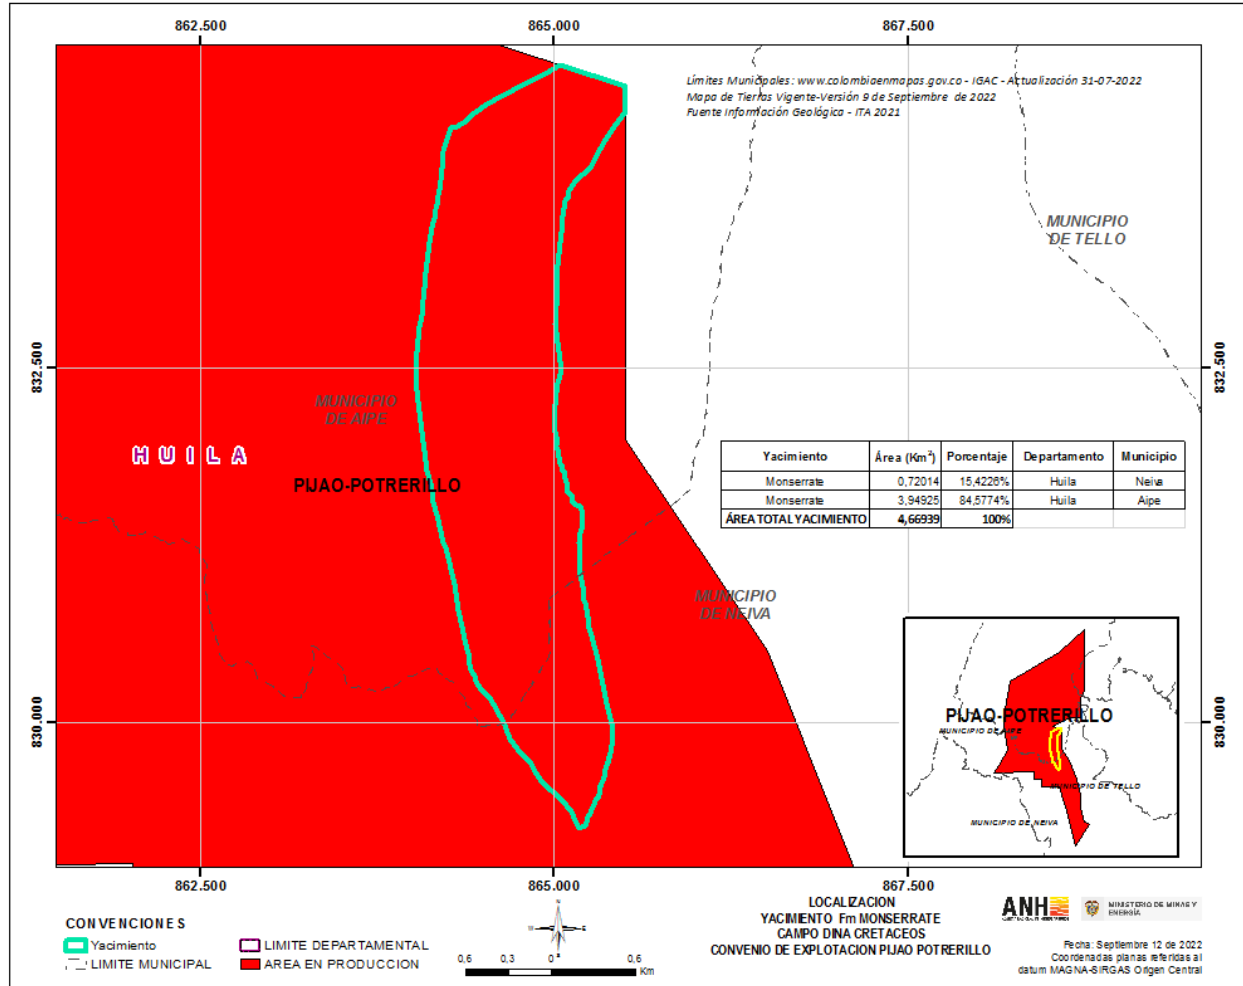 862.500 865.000 867.500
Límites Municipales: www.colombiaenmapas.gov.co - IGAC - Actualización 31-07-2022
Mapa de Tierras Vigente-Versión 9 de Septiembre de 2022
Fuente Información Geológica - ITA 2021
MUNICIPIO
DE TELLO
832.500
832.500
MUNICIPIO
DE AIPE
HUILA
PIJAO-POTRERILLO
Yacimiento Área (Km²) Porcentaje Departamento Municipio
Monserrate 0,72014 15,4226% Huila Neiva
Monserrate 3,94925 84,5774% Huila Aipe
ÁREA TOTAL YACIMIENTO 4,66939 100%
MUNICIPIO
DE NEIVA
830.000
830.000
PIJAO-POTRERILLO
MUNICIPIO DE AIPE
MUNICIPIO DE TELLO
MUNICIPIO DE NEIVA
862.500 865.000 867.500
CONVENCIONES
Yacimiento
LIMITE MUNICIPAL
LIMITE DEPARTAMENTAL
AREA EN PRODUCCION
N
0,6 0,3 0 0,6
Km
LOCALIZACION
YACIMIENTO Fm MONSERRATE
CAMPO DINA CRETACEOS
CONVENIO DE EXPLOTACION PIJAO POTRERILLO
ANH
MINISTERIO DE MINAS Y
ENERGÍA
Fecha: Septiembre 12 de 2022
Coordenadas planas referidas al
datum MAGNA-SIRGAS Origen Central